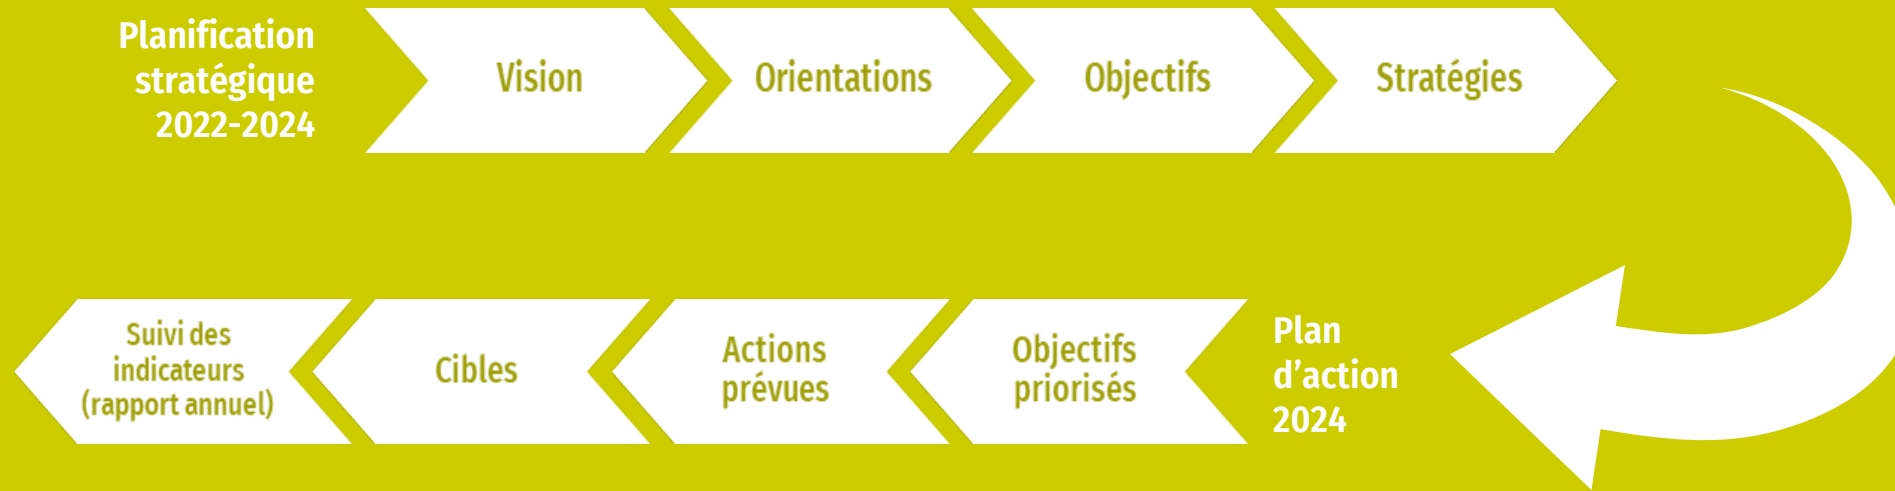 Planification
stratégique
2022-2024
Vision
Orientations
Objectifs
Stratégies
Plan
d’action
2024
Objectifs
priorisés
Actions
prévues
Cibles
Suivi des
indicateurs
(rapport annuel)